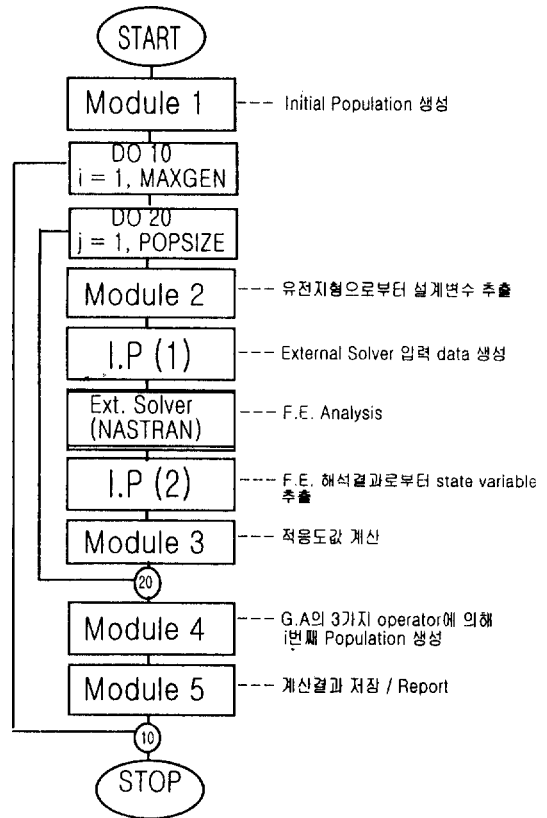 START
Module 1
--- Initial Population 생성
DO 10
i = 1, MAXGEN
DO 20
j = 1, POPSIZE
Module 2
--- 유전자형으로부터 설계변수 추출
I.P (1)
--- External Solver 입력 data 생성
Ext. Solver
(NASTRAN)
--- F.E. Analysis
I.P (2)
--- F.E. 해석결과로부터 state variable
추출
Module 3
--- 적응도값 계산
20
Module 4
--- G.A의 3가지 operator에 의해
i번째 Population 생성
Module 5
--- 계산결과 저장 / Report
10
STOP